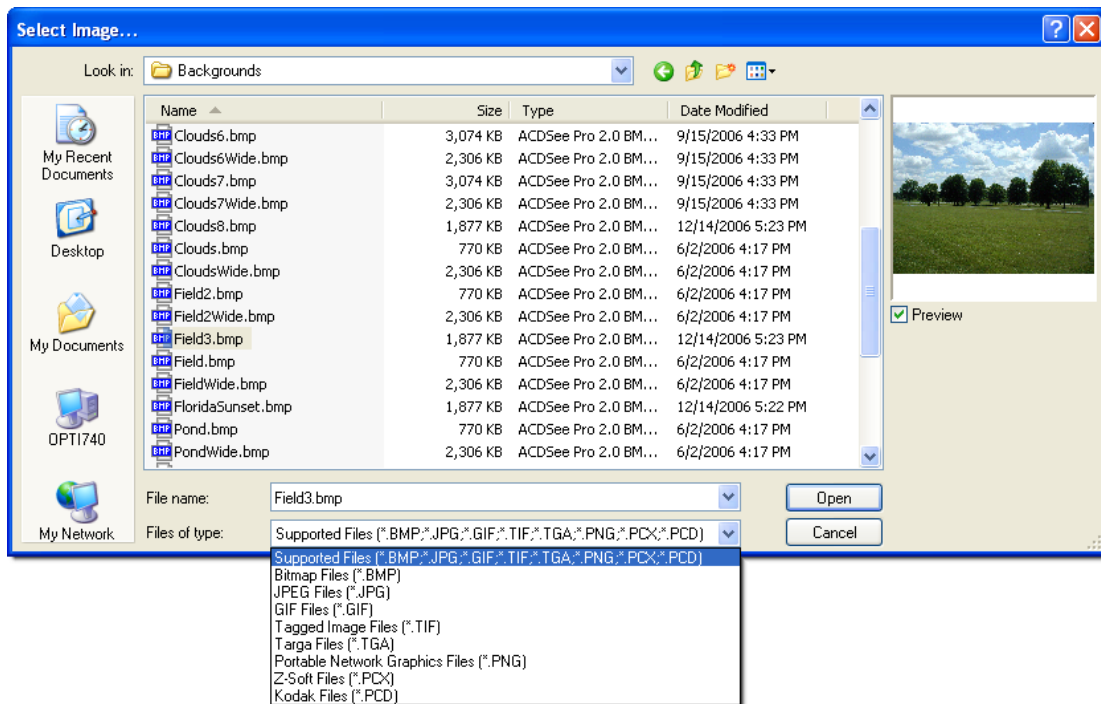 Select Image...
Look in: Backgrounds
My Recent Documents
Desktop
My Documents
OPTI740
My Network
Name Size Type Date Modified
Clouds6.bmp 3,074 KB ACDSee Pro 2.0 BM... 9/15/2006 4:33 PM
Clouds6Wide.bmp 2,306 KB ACDSee Pro 2.0 BM... 9/15/2006 4:33 PM
Clouds7.bmp 3,074 KB ACDSee Pro 2.0 BM... 9/15/2006 4:33 PM
Clouds7Wide.bmp 2,306 KB ACDSee Pro 2.0 BM... 9/15/2006 4:33 PM
Clouds8.bmp 1,877 KB ACDSee Pro 2.0 BM... 12/14/2006 5:23 PM
Clouds.bmp 770 KB ACDSee Pro 2.0 BM... 6/2/2006 4:17 PM
CloudsWide.bmp 2,306 KB ACDSee Pro 2.0 BM... 6/2/2006 4:17 PM
Field2.bmp 770 KB ACDSee Pro 2.0 BM... 6/2/2006 4:17 PM
Field2Wide.bmp 2,306 KB ACDSee Pro 2.0 BM... 6/2/2006 4:17 PM
Field3.bmp 1,877 KB ACDSee Pro 2.0 BM... 12/14/2006 5:23 PM
Field.bmp 770 KB ACDSee Pro 2.0 BM... 6/2/2006 4:17 PM
FieldWide.bmp 2,306 KB ACDSee Pro 2.0 BM... 6/2/2006 4:17 PM
FloridaSunset.bmp 1,877 KB ACDSee Pro 2.0 BM... 12/14/2006 5:22 PM
Pond.bmp 770 KB ACDSee Pro 2.0 BM... 6/2/2006 4:17 PM
PondWide.bmp 2,306 KB ACDSee Pro 2.0 BM... 6/2/2006 4:17 PM
Preview
File name: Field3.bmp Open
Files of type: Supported Files (*.BMP;*.JPG;*.GIF;*.TIF;*.TGA;*.PNG;*.PCX;*.PCD) Cancel
Supported Files (*.BMP;*.JPG;*.GIF;*.TIF;*.TGA;*.PNG;*.PCX;*.PCD)
Bitmap Files (*.BMP)
JPEG Files (*.JPG)
GIF Files (*.GIF)
Tagged Image Files (*.TIF)
Targa Files (*.TGA)
Portable Network Graphics Files (*.PNG)
Z-Soft Files (*.PCX)
Kodak Files (*.PCD)